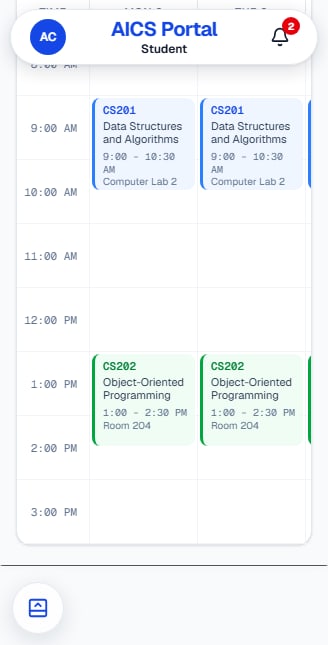 AC
AICS Portal
Student
2
8:00 AM
9:00 AM
CS201
Data Structures
and Algorithms
9:00 - 10:30
AM
Computer Lab 2
CS201
Data Structures
and Algorithms
9:00 - 10:30
AM
Computer Lab 2
10:00 AM
11:00 AM
12:00 PM
1:00 PM
CS202
Object-Oriented
Programming
1:00 - 2:30 PM
Room 204
CS202
Object-Oriented
Programming
1:00 - 2:30 PM
Room 204
2:00 PM
3:00 PM